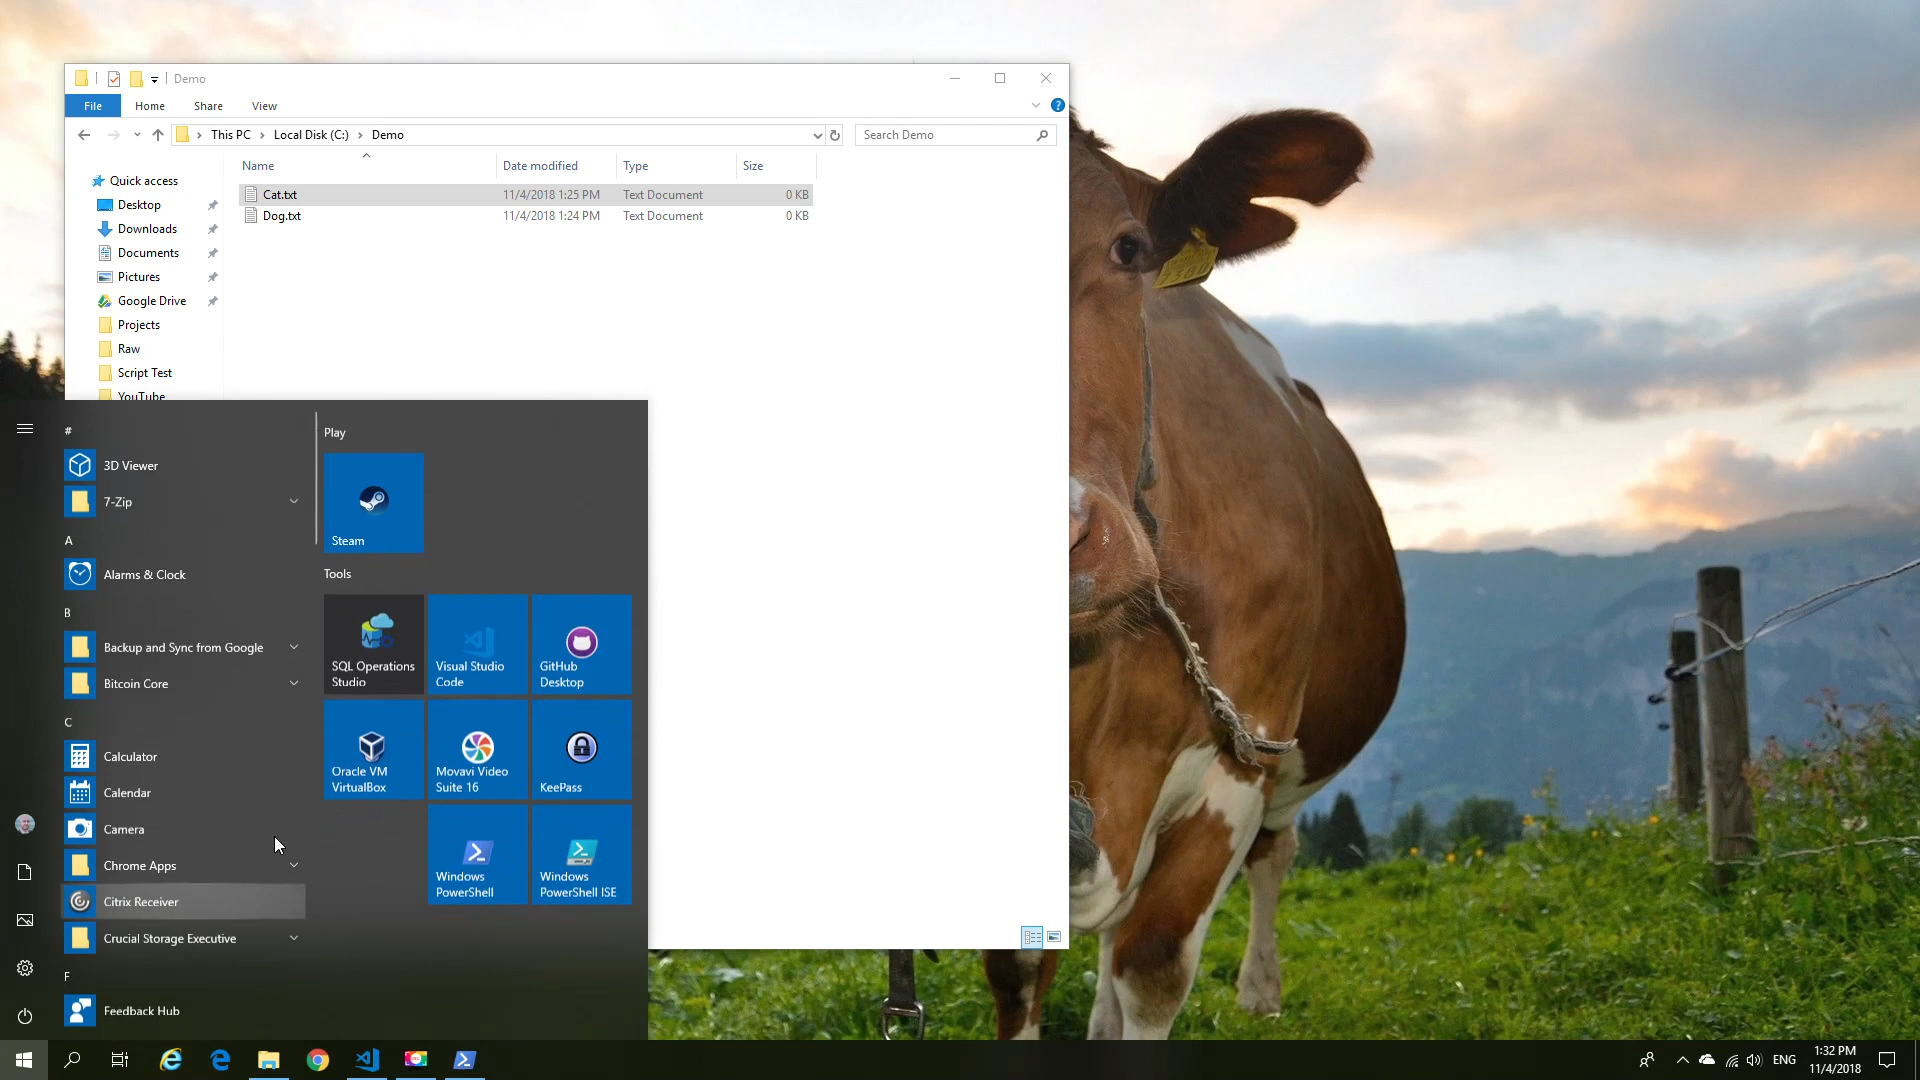 Demo
File Home Share View
This PC Local Disk (C:) Demo Search Demo
Name Date modified Type Size
Quick access
Desktop
Downloads
Documents
Pictures
Google Drive
Projects
Raw
Script Test
YouTube
Cat.txt 11/4/2018 1:25 PM Text Document 0 KB
Dog.txt 11/4/2018 1:24 PM Text Document 0 KB
#
3D Viewer
7-Zip
A
Alarms & Clock
B
Backup and Sync from Google
Bitcoin Core
C
Calculator
Calendar
Camera
Chrome Apps
Citrix Receiver
Crucial Storage Executive
F
Feedback Hub
Play
Steam
Tools
SQL Operations
Studio
Visual Studio
Code
GitHub
Desktop
Oracle VM
VirtualBox
Movavi Video
Suite 16
KeePass
Windows
PowerShell
Windows
PowerShell ISE
ENG
1:32 PM
11/4/2018